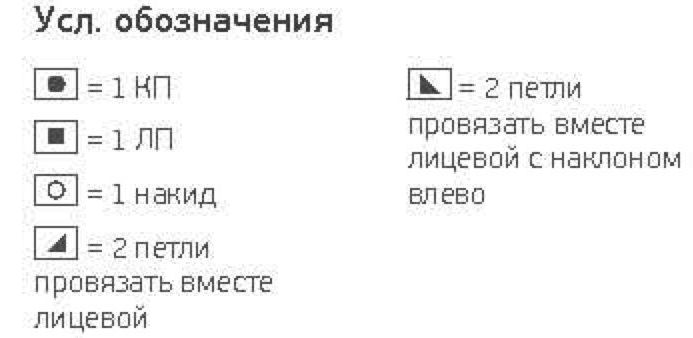 Усл. обозначения
= 1 КП
= 1 ЛП
= 1 накид
= 2 петли
провязать вместе
лицевой
= 2 петли
провязать вместе
лицевой с наклоном
влево